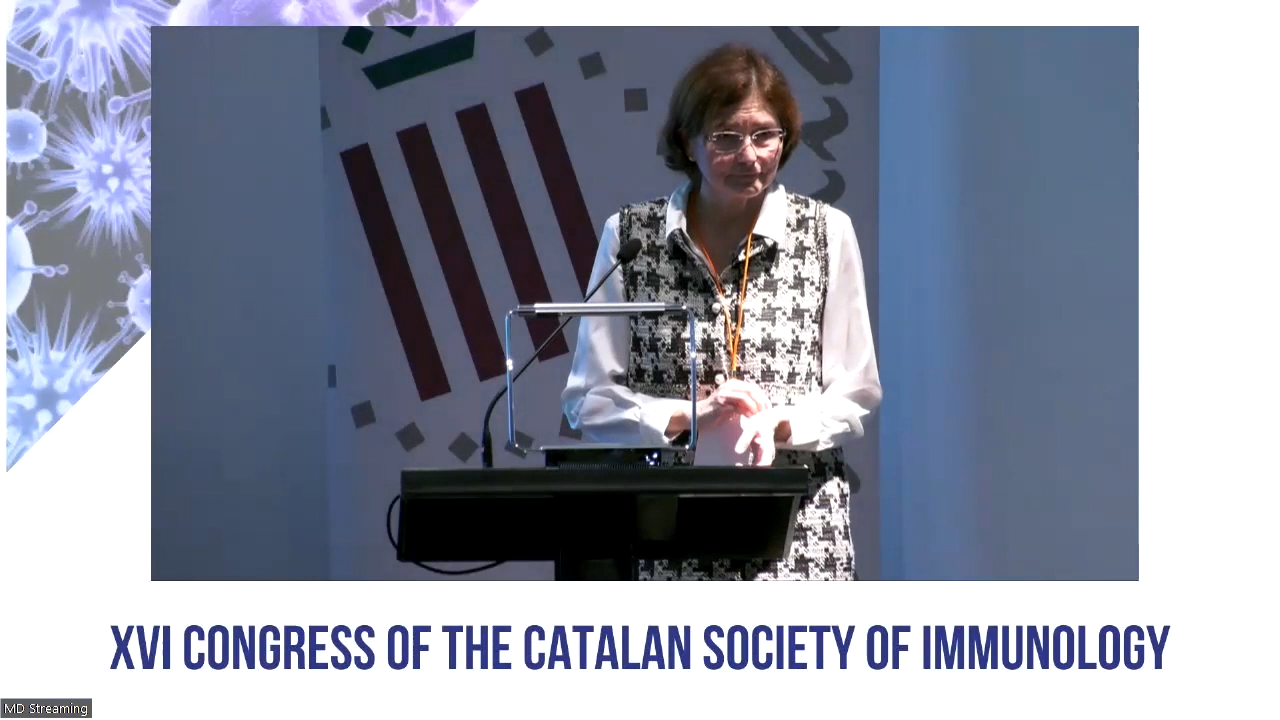 XVI CONGRESS OF THE CATALAN SOCIETY OF IMMUNOLOGY
MD Streaming